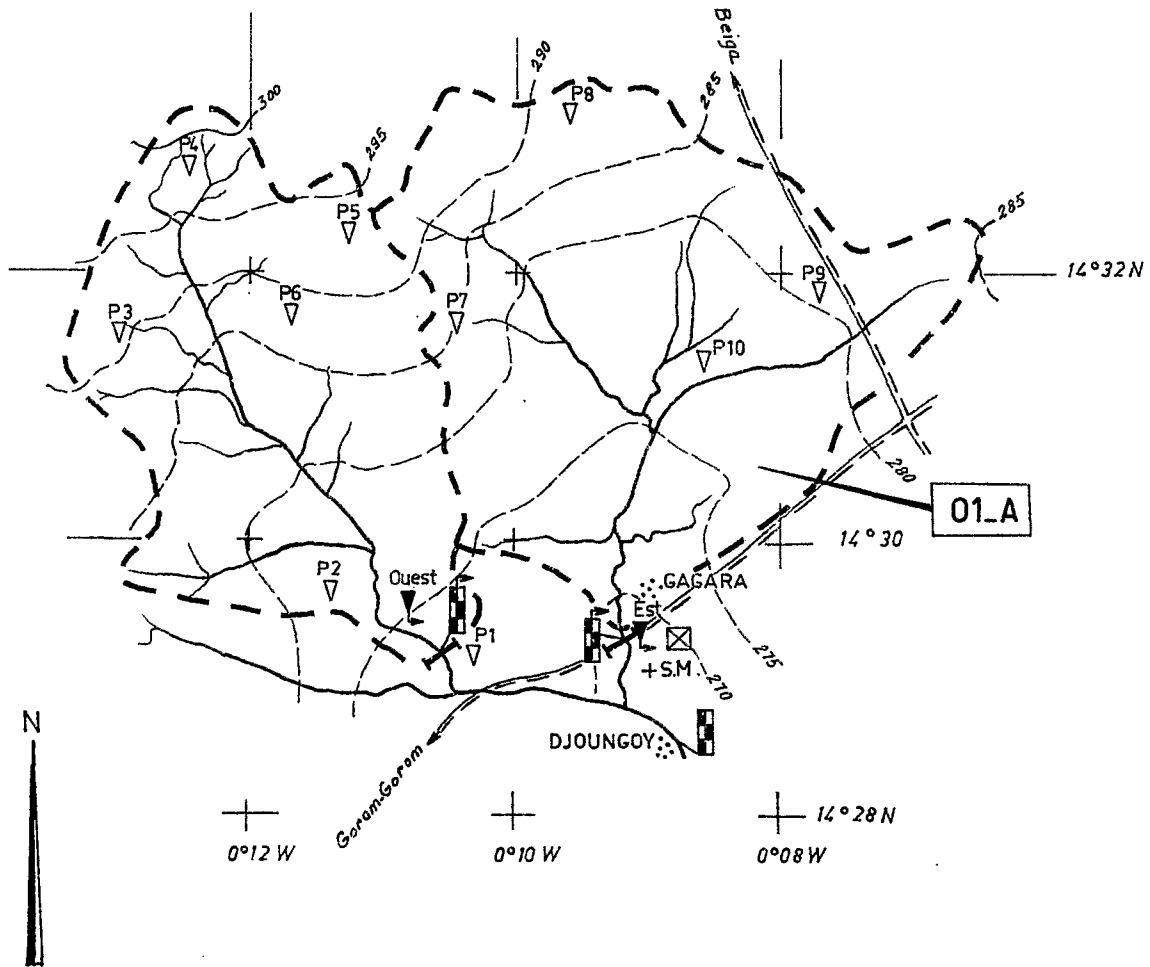 Beiga
290
285
300
P8
P4
295
P5
285
14°32 N
P9
P6
P7
P3
P10
280
01_A
14°30
P2
Ouest
GAGARA
Est
P1
275
+S.M.
270
N
DJOUNGOY
Gorom-Gorom
14°28 N
0°12 W
0°10 W
0°08 W